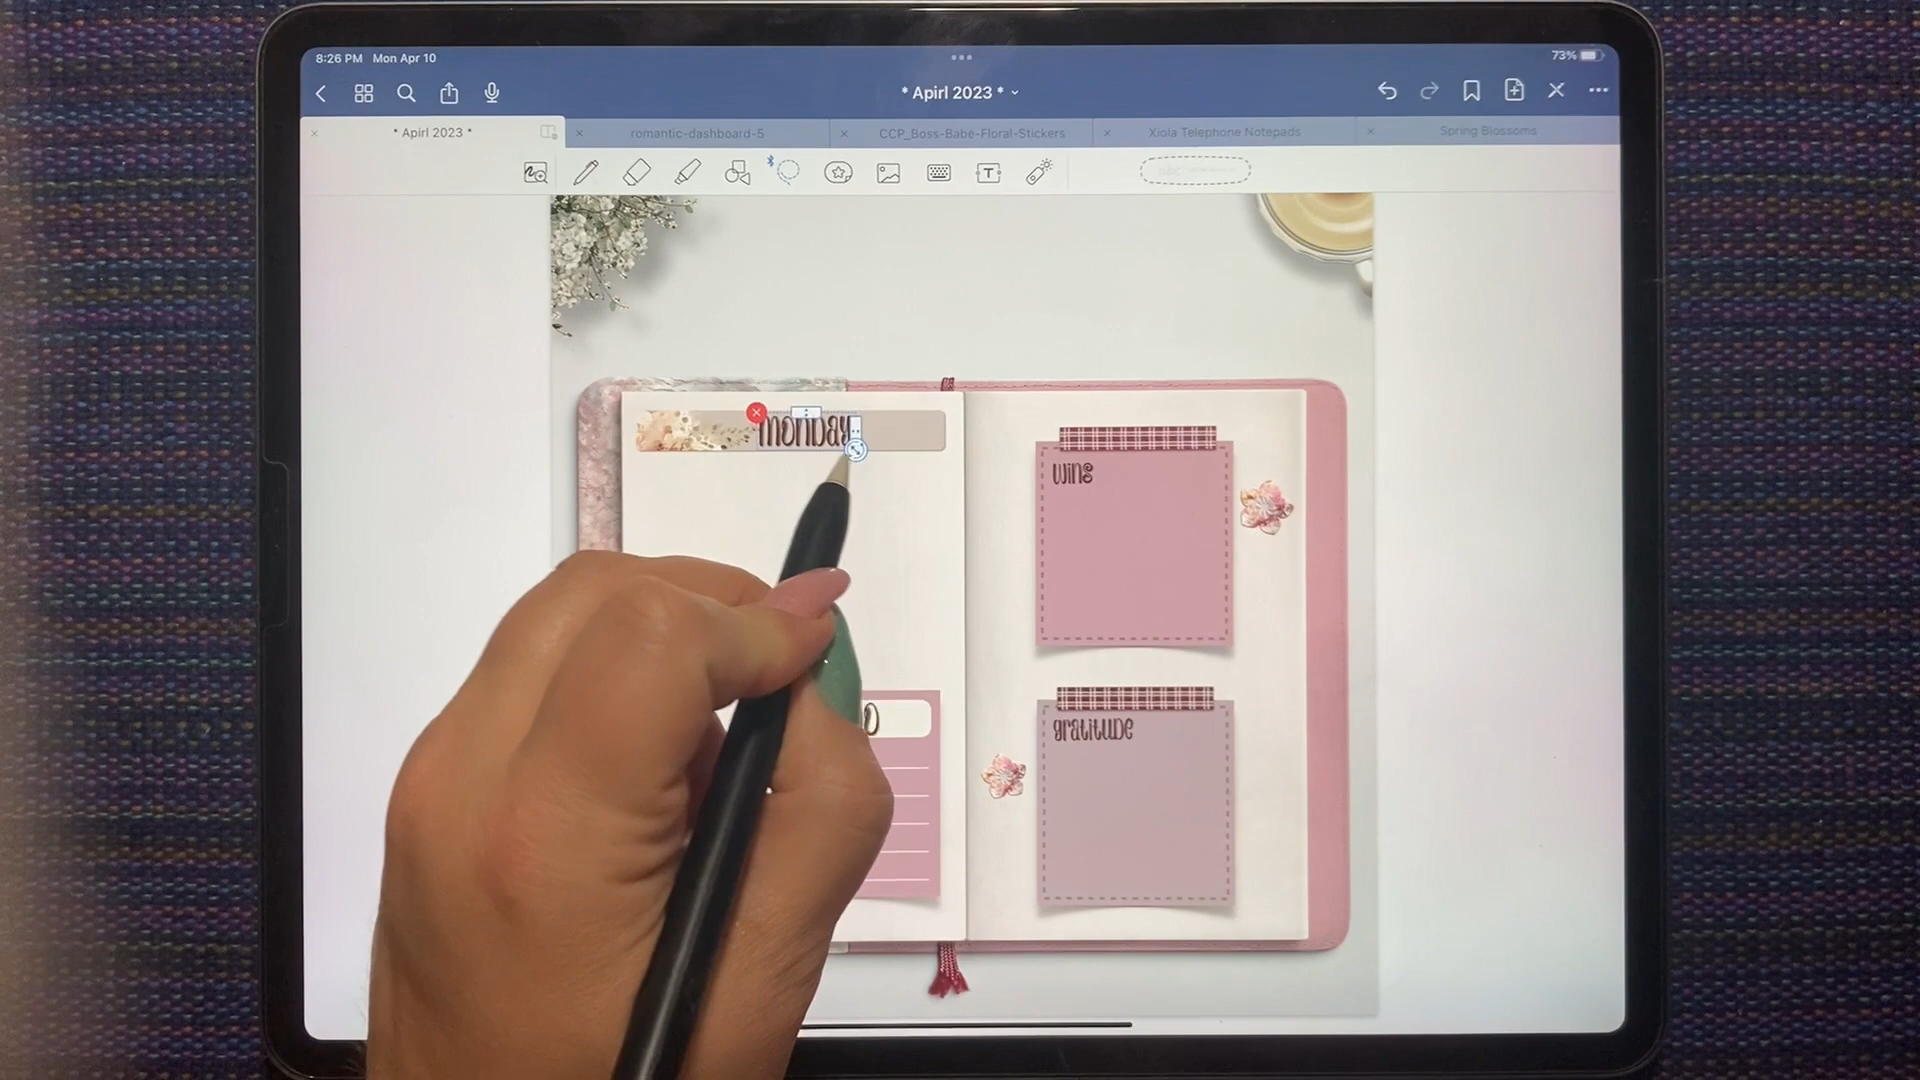 8:26 PM Mon Apr 10
73%
* Apirl 2023 *
* Apirl 2023 *
romantic-dashboard-5
CCP_Boss-Babe-Floral-Stickers
Xiola Telephone Notepads
Spring Blossoms
T
monday
wins
gratitude